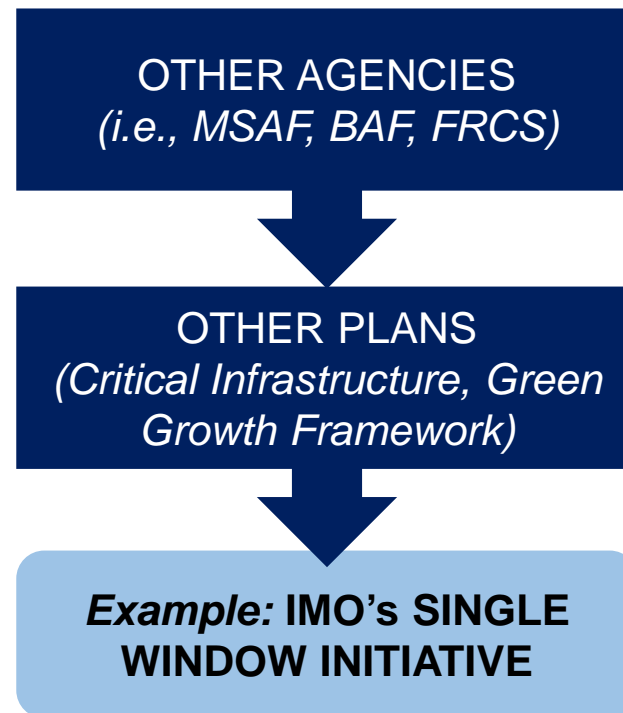 OTHER AGENCIES
(i.e., MSAF, BAF, FRCS)
OTHER PLANS
(Critical Infrastructure, Green
Growth Framework)
Example: IMO’s SINGLE
WINDOW INITIATIVE